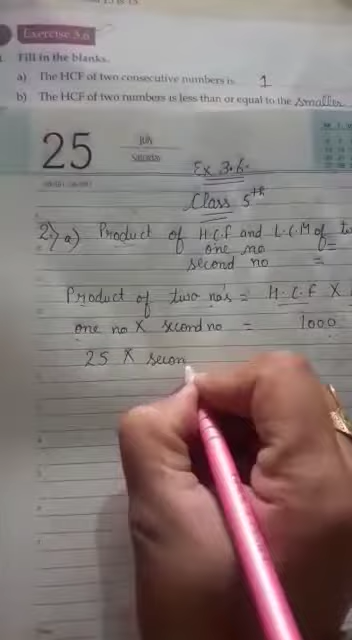 Exercise 3.6
Fill in the blanks.
a) The HCF of two consecutive numbers is 1
b) The HCF of two numbers is less than or equal to the smaller
25
JULY
Saturday
Ex 3.6.
Class 5th
2) a) Product of H.C.F and L.C.M of
one no =
second no =
Product of two no's = H.C.F X
one no X second no = 1000
25 X secon